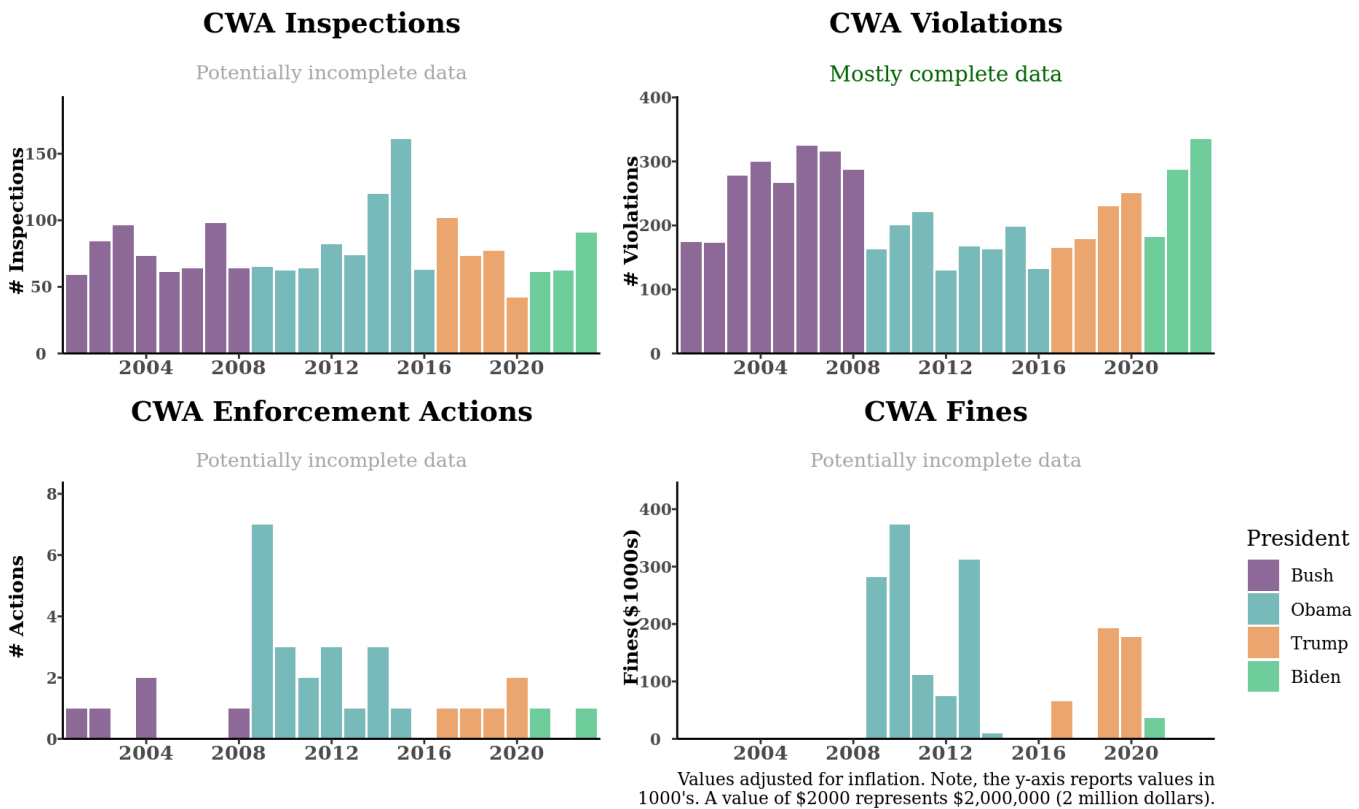 CWA Inspections
Potentially incomplete data
# Inspections
150
100
50
0
2004 2008 2012 2016 2020
CWA Violations
Mostly complete data
# Violations
400
300
200
100
0
2004 2008 2012 2016 2020
CWA Enforcement Actions
Potentially incomplete data
# Actions
8
6
4
2
0
2004 2008 2012 2016 2020
CWA Fines
Potentially incomplete data
Fines($1000s)
400
300
200
100
0
2004 2008 2012 2016 2020
President
Bush
Obama
Trump
Biden
Values adjusted for inflation. Note, the y-axis reports values in
1000's. A value of $2000 represents $2,000,000 (2 million dollars).